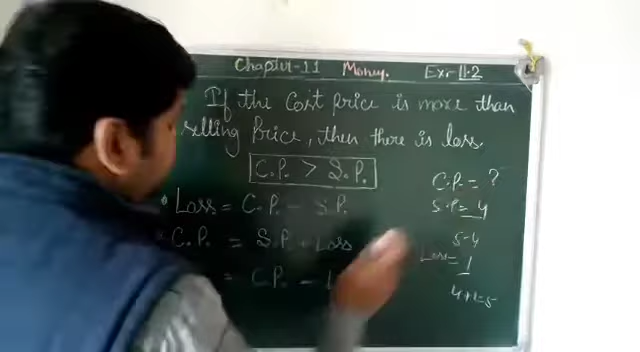 Chapter-11 Money. Ex:- 11.2
If the Cost price is more than
selling Price, then there is loss.
C.P. > S.P.
Loss = C.P. - S.P.
C.P. = S.P. + Loss
= C.P. -
C.P. = ?
S.P. = 4
5-4
Loss = 1
4+1=5